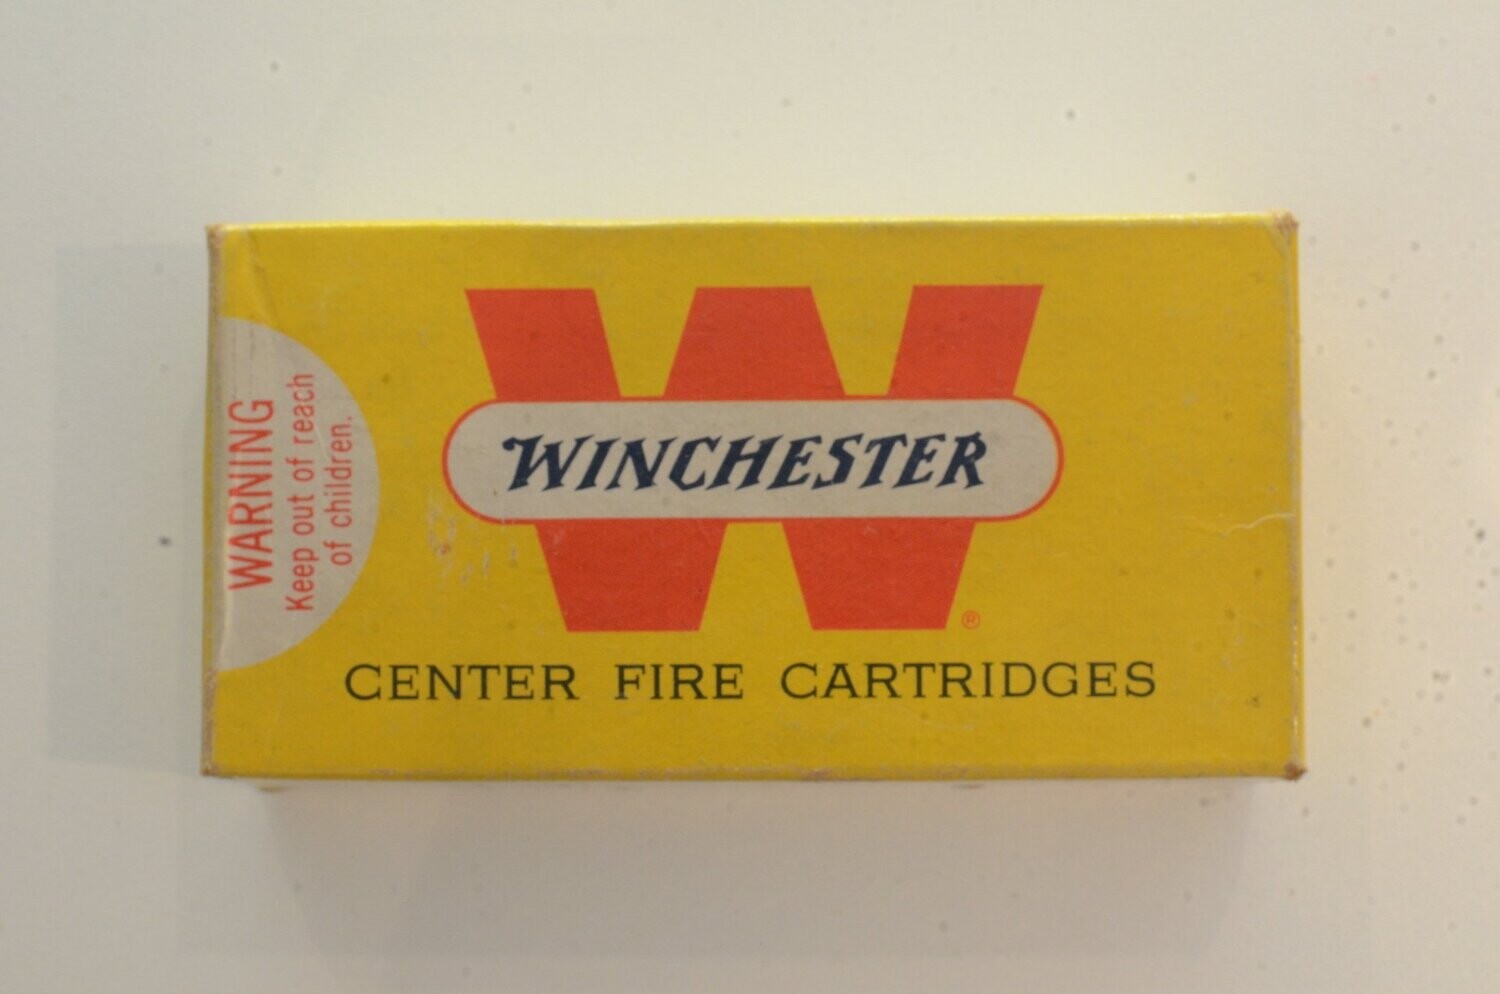 WARNING
Keep out of reach
of children.
WINCHESTER
®
CENTER FIRE CARTRIDGES